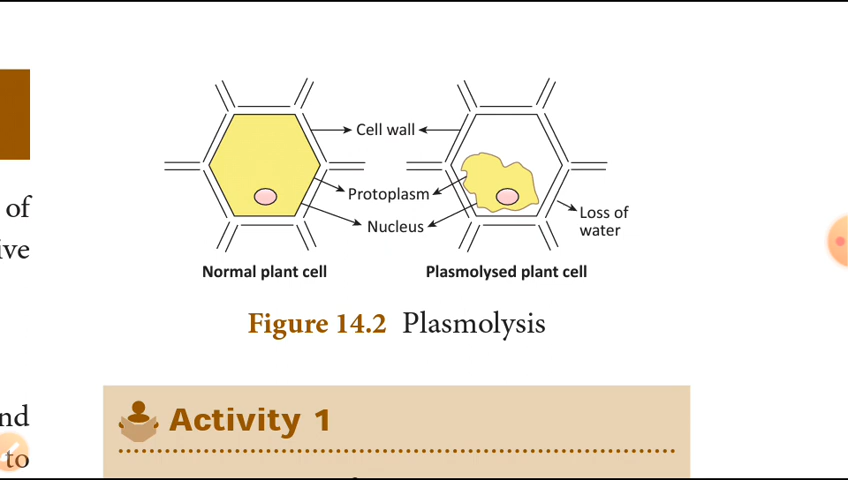 of
ive
nd
to
Cell wall
Protoplasm
Nucleus
Loss of
water
Normal plant cell
Plasmolysed plant cell
Figure 14.2 Plasmolysis
Activity 1